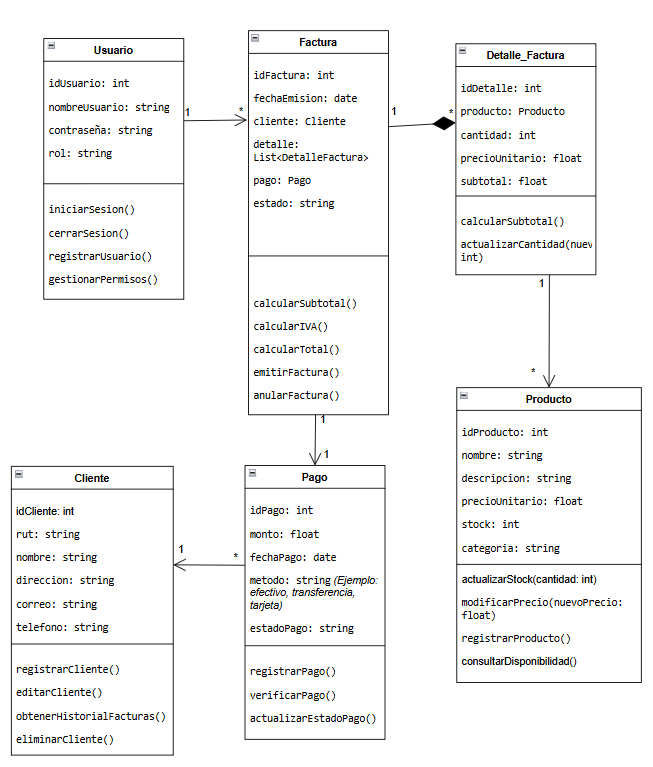 Usuario
idUsuario: int
nombreUsuario: string
contraseña: string
rol: string
iniciarSesion()
cerrarSesion()
registrarUsuario()
gestionarPermisos()
1
*
Factura
idFactura: int
fechaEmision: date
cliente: Cliente
detalle:
List<DetalleFactura>
pago: Pago
estado: string
calcularSubtotal()
calcularIVA()
calcularTotal()
emitirFactura()
anularFactura()
1
*
Detalle_Factura
idDetalle: int
producto: Producto
cantidad: int
precioUnitario: float
subtotal: float
calcularSubtotal()
actualizarCantidad(nuev
int)
1
*
1
1
Cliente
idCliente: int
rut: string
nombre: string
direccion: string
correo: string
telefono: string
registrarCliente()
editarCliente()
obtenerHistorialFacturas()
eliminarCliente()
1
*
Pago
idPago: int
monto: float
fechaPago: date
metodo: string (Ejemplo:
efectivo, transferencia,
tarjeta)
estadoPago: string
registrarPago()
verificarPago()
actualizarEstadoPago()
Producto
idProducto: int
nombre: string
descripcion: string
precioUnitario: float
stock: int
categoria: string
actualizarStock(cantidad: int)
modificarPrecio(nuevoPrecio:
float)
registrarProducto()
consultarDisponibilidad()